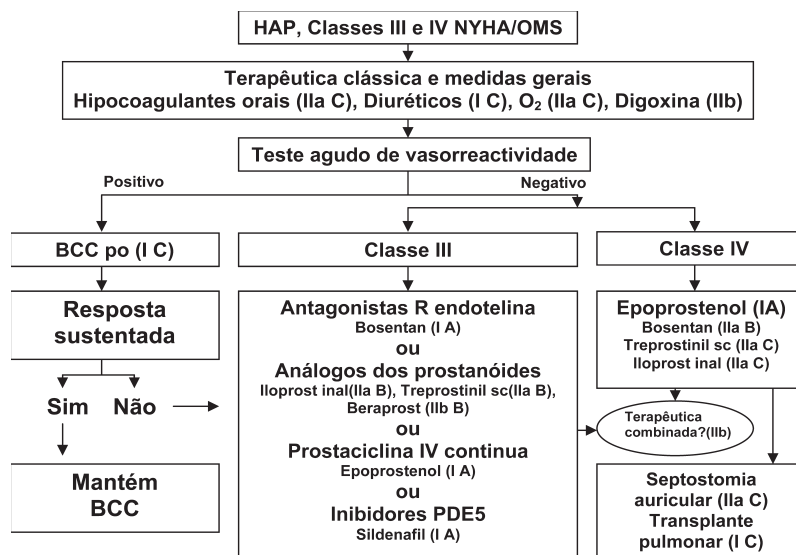 HAP, Classes III e IV NYHA/OMS
Terapêutica clássica e medidas gerais
Hipocoagulantes orais (IIa C), Diuréticos (I C), O₂ (IIa C), Digoxina (IIb)
Teste agudo de vasorreactividade
Positivo
Negativo
BCC po (I C)
Classe III
Classe IV
Resposta
sustentada
Sim
Não
Mantém
BCC
Antagonistas R endotelina
Bosentan (I A)
ou
Análogos dos prostanóides
Iloprost inal(IIa B), Treprostinil sc(IIa B),
Beraprost (IIb B)
ou
Prostaciclina IV continua
Epoprostenol (I A)
ou
Inibidores PDE5
Sildenafil (I A)
Epoprostenol (IA)
Bosentan (IIa B)
Treprostinil sc (IIa C)
Iloprost inal (IIa C)
Terapêutica
combinada?(IIb)
Septostomia
auricular (IIa C)
Transplante
pulmonar (I C)